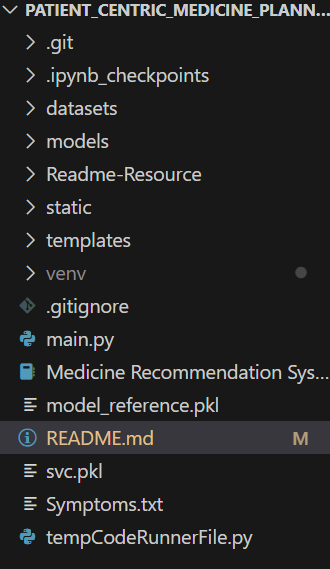 PATIENT_CENTRIC_MEDICINE_PLANN...
.git
.ipynb_checkpoints
datasets
models
Readme-Resource
static
templates
venv
.gitignore
main.py
Medicine Recommendation Sys...
model_reference.pkl
README.md M
svc.pkl
Symptoms.txt
tempCodeRunnerFile.py